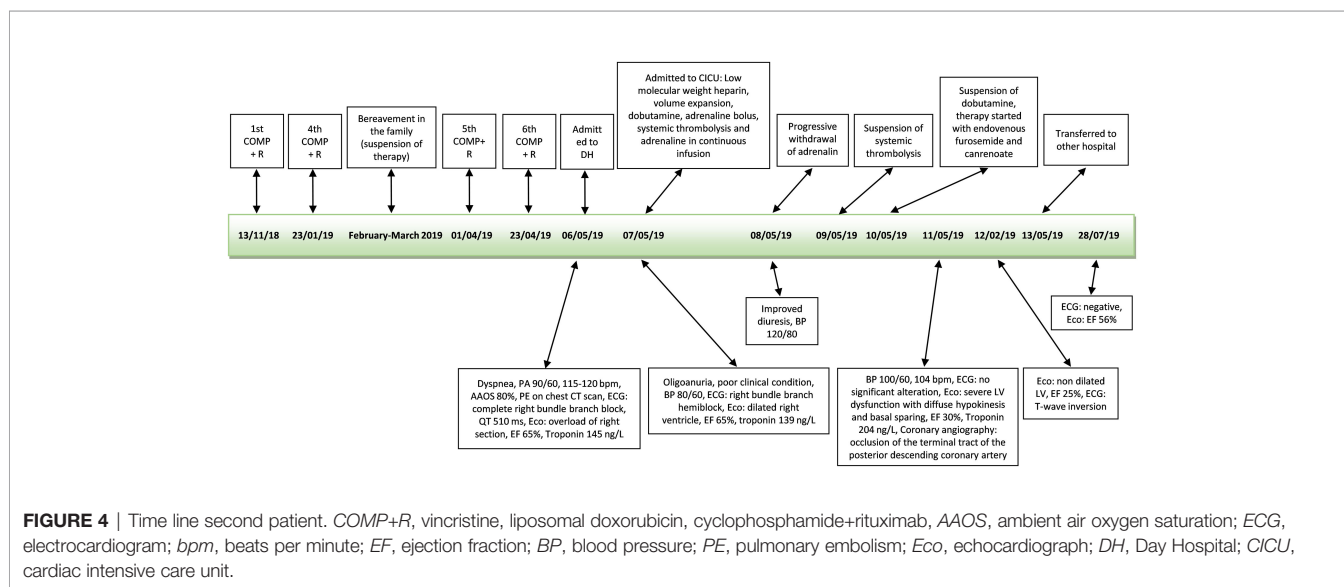 1st
COMP
+ R
4th
COMP
+ R
Bereavement in
the family
(suspension of
therapy)
5th
COMP+
R
6th
COMP
+ R
Admitt
ed to
DH
Admitted to CICU: Low
molecular weight heparin,
volume expansion,
dobutamine, adrenaline bolus,
systemic thrombolysis and
adrenaline in continuous
infusion
Progressive
withdrawal
of adrenalin
Suspension of
systemic
thrombolysis
Suspension of
dobutamine,
therapy started
with endovenous
furosemide and
canrenoate
Transferred to
other hospital
13/11/18 23/01/19 February-March 2019 01/04/19 23/04/19 06/05/19 07/05/19 08/05/19 09/05/19 10/05/19 11/05/19 12/02/19 13/05/19 28/07/19
Dyspnea, PA 90/60, 115-120 bpm,
AAOS 80%, PE on chest CT scan, ECG:
complete right bundle branch block,
QT 510 ms, Eco: overload of right
section, EF 65%, Troponin 145 ng/L
Oligoanuria, poor clinical condition,
BP 80/60, ECG: right bundle branch
hemiblock, Eco: dilated right
ventricle, EF 65%, troponin 139 ng/L
Improved
diuresis, BP
120/80
BP 100/60, 104 bpm, ECG: no
significant alteration, Eco: severe LV
dysfunction with diffuse hypokinesis
and basal sparing, EF 30%, Troponin
204 ng/L, Coronary angiography:
occlusion of the terminal tract of the
posterior descending coronary artery
Eco: non dilated
LV, EF 25%, ECG:
T-wave inversion
ECG: negative,
Eco: EF 56%
FIGURE 4 | Time line second patient. COMP+R, vincristine, liposomal doxorubicin, cyclophosphamide+rituximab, AAOS, ambient air oxygen saturation; ECG,
electrocardiogram; bpm, beats per minute; EF, ejection fraction; BP, blood pressure; PE, pulmonary embolism; Eco, echocardiograph; DH, Day Hospital; CICU,
cardiac intensive care unit.